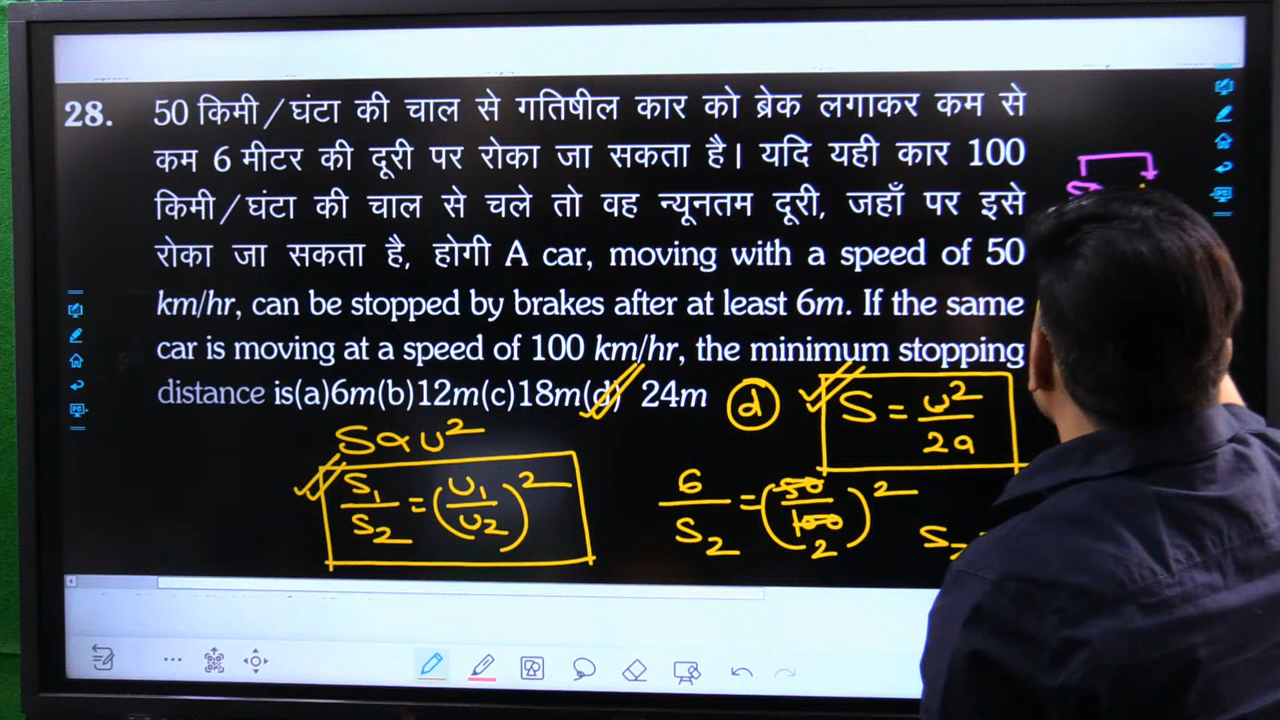 28. 50 किमी/घंटा की चाल से गतिषील कार को ब्रेक लगाकर कम से
कम 6 मीटर की दूरी पर रोका जा सकता है। यदि यही कार 100
किमी/घंटा की चाल से चले तो वह न्यूनतम दूरी, जहाँ पर इसे
रोका जा सकता है, होगी A car, moving with a speed of 50
km/hr, can be stopped by brakes after at least 6m. If the same
car is moving at a speed of 100 km/hr, the minimum stopping
distance is(a)6m(b)12m(c)18m(d) 24m
(d)
S = u²/2a
S ∝ u²
S₁/S₂ = (u₁/u₂)²
6/S₂ = (50/100 2)²
S₂